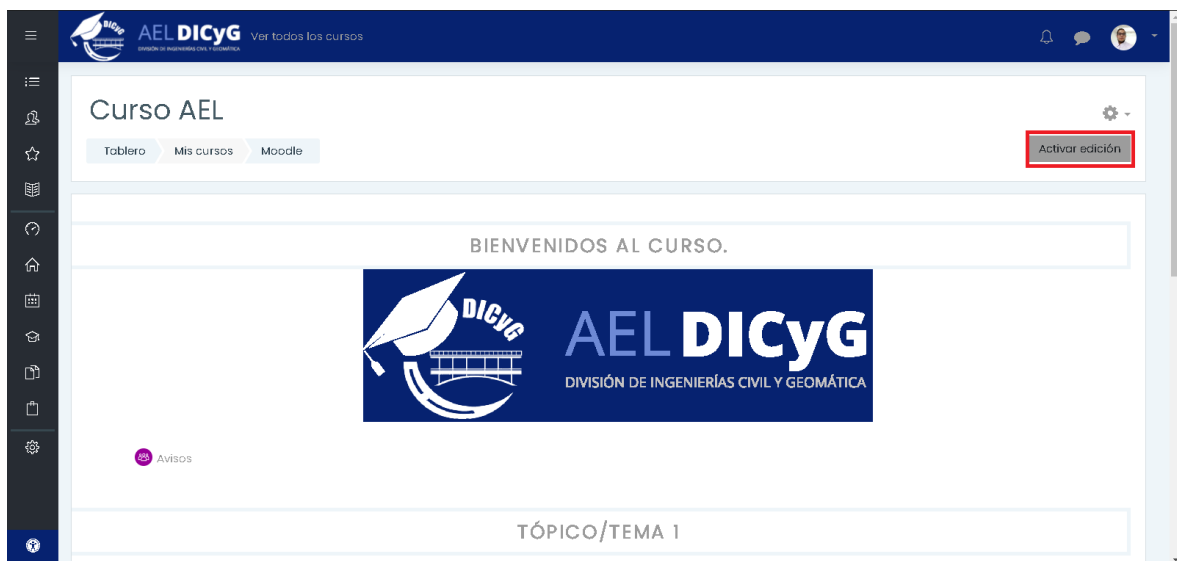 DICyG
AEL DICyG
DIVISIÓN DE INGENIERÍAS CIVIL Y GEOMÁTICA
Ver todos los cursos
Curso AEL
Tablero
Mis cursos
Moodle
Activar edición
BIENVENIDOS AL CURSO.
DICyG
AEL DICyG
DIVISIÓN DE INGENIERÍAS CIVIL Y GEOMÁTICA
Avisos
TÓPICO/TEMA 1